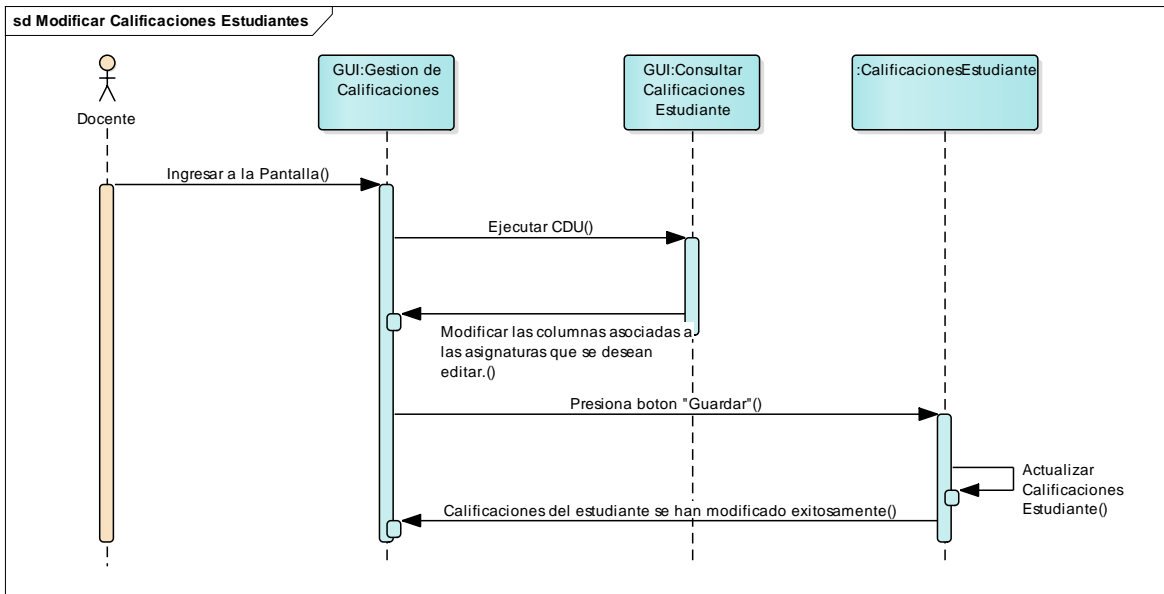 sd Modificar Calificaciones Estudiantes
Docente
GUI:Gestion de
Calificaciones
GUI:Consultar
Calificaciones
Estudiante
:CalificacionesEstudiante
Ingresar a la Pantalla()
Ejecutar CDU()
Modificar las columnas asociadas a
las asignaturas que se desean
editar.()
Presiona boton "Guardar"()
Actualizar
Calificaciones
Estudiante()
Calificaciones del estudiante se han modificado exitosamente()